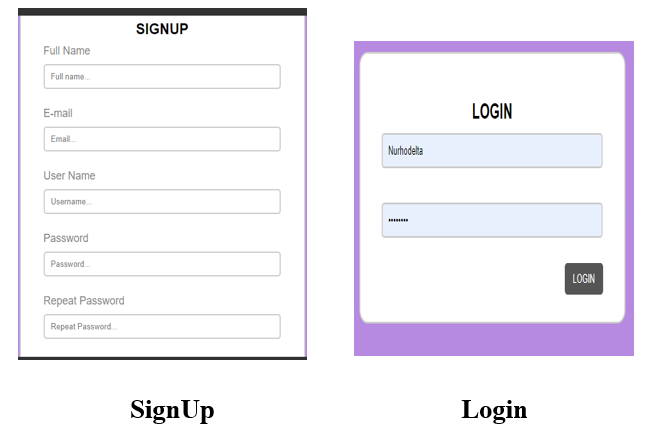 SIGNUP
Full Name
Full name...
E-mail
Email...
User Name
Username...
Password
Password...
Repeat Password
Repeat Password...
LOGIN
Nurhodelta
••••••••
LOGIN
SignUp
Login